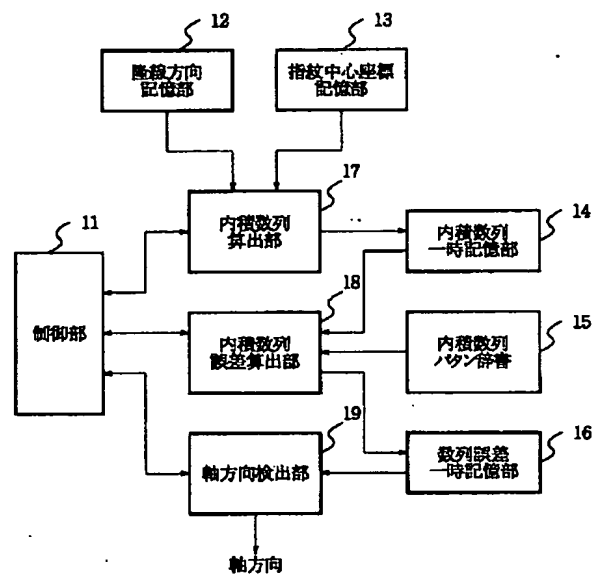 12
13
隆線方向
記憶部
指紋中心座標
記憶部
17
内積数列
算出部
14
内積数列
一時記憶部
11
制御部
18
内積数列
誤差算出部
15
内積数列
パタン辞書
19
軸方向検出部
16
数列誤差
一時記憶部
軸方向